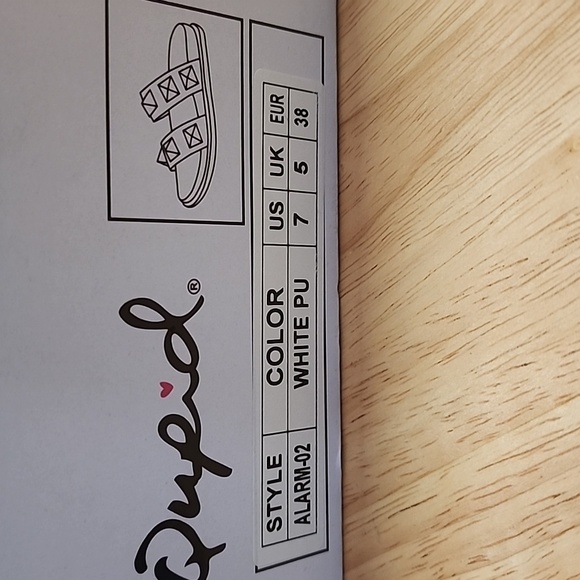 Qupid®
STYLE COLOR US UK EUR
ALARM-02 WHITE PU 7 5 38